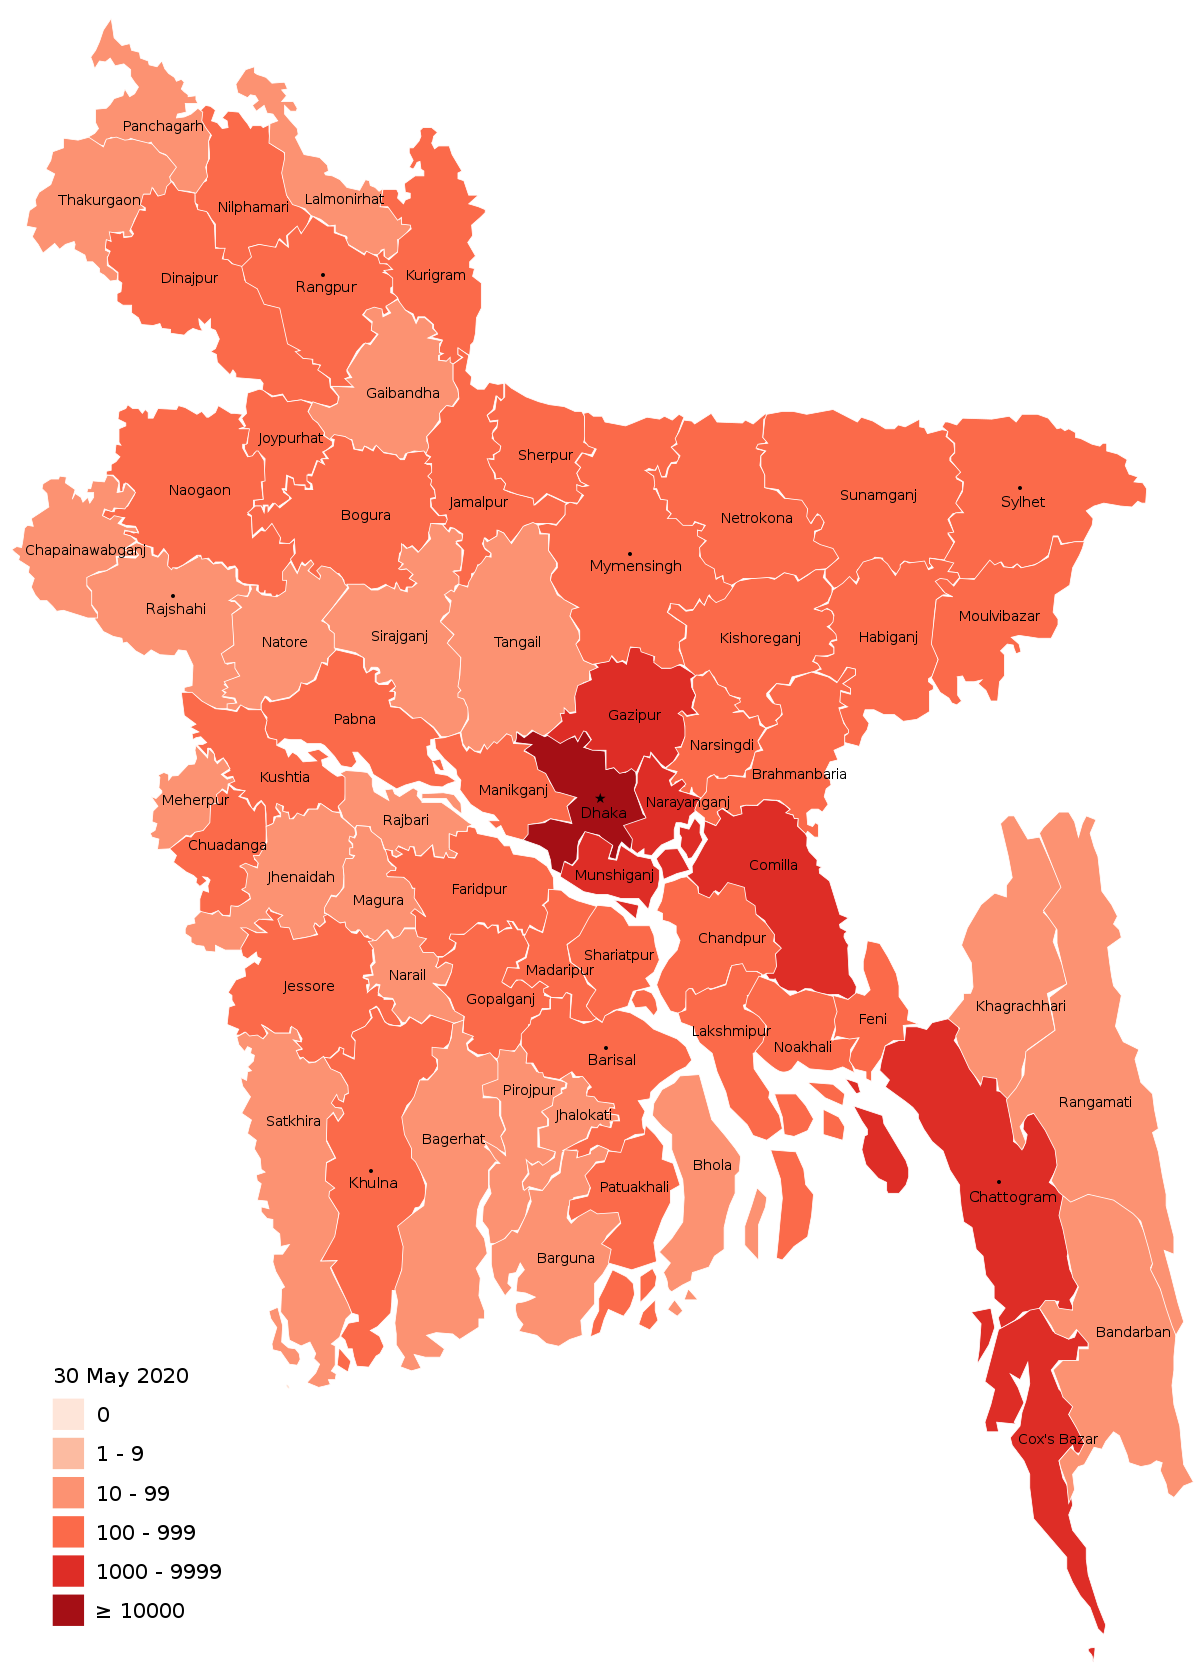 Panchagarh
Thakurgaon
Nilphamari
Lalmonirhat
Dinajpur
Rangpur
Kurigram
Gaibandha
Joypurhat
Sherpur
Naogaon
Bogura
Jamalpur
Netrokona
Sunamganj
Sylhet
Chapainawabganj
Mymensingh
Rajshahi
Natore
Sirajganj
Tangail
Kishoreganj
Habiganj
Moulvibazar
Pabna
Gazipur
Narsingdi
Kushtia
Manikganj
Brahmanbaria
Meherpur
Narayanganj
Rajbari
Dhaka
Chuadanga
Comilla
Jhenaidah
Munshiganj
Magura
Faridpur
Chandpur
Shariatpur
Jessore
Narail
Madaripur
Gopalganj
Khagrachhari
Lakshmipur
Noakhali
Feni
Barisal
Pirojpur
Rangamati
Satkhira
Jhalokati
Bagerhat
Khulna
Bhola
Patuakhali
Chattogram
Barguna
Bandarban
Cox's Bazar
30 May 2020
0
1 - 9
10 - 99
100 - 999
1000 - 9999
≥ 10000